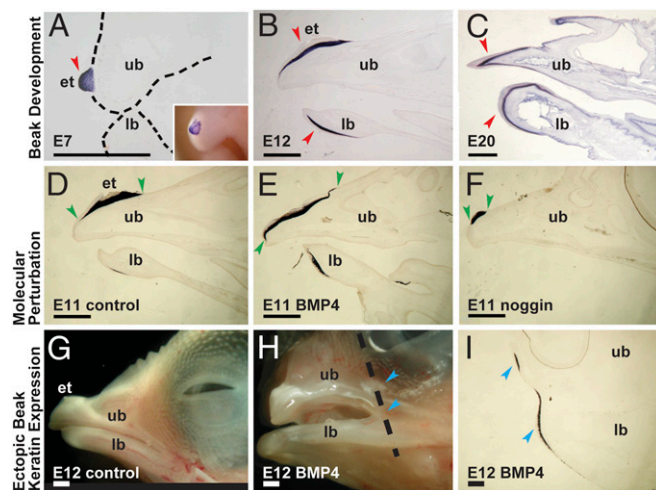 Beak Development
A
et
ub
lb
E7
B
et
ub
lb
E12
C
ub
lb
E20
Molecular
Perturbation
D
et
ub
lb
E11 control
E
ub
lb
E11 BMP4
F
ub
E11 noggin
Ectopic Beak
Keratin Expression
G
et
ub
lb
E12 control
H
ub
lb
E12 BMP4
I
ub
lb
E12 BMP4